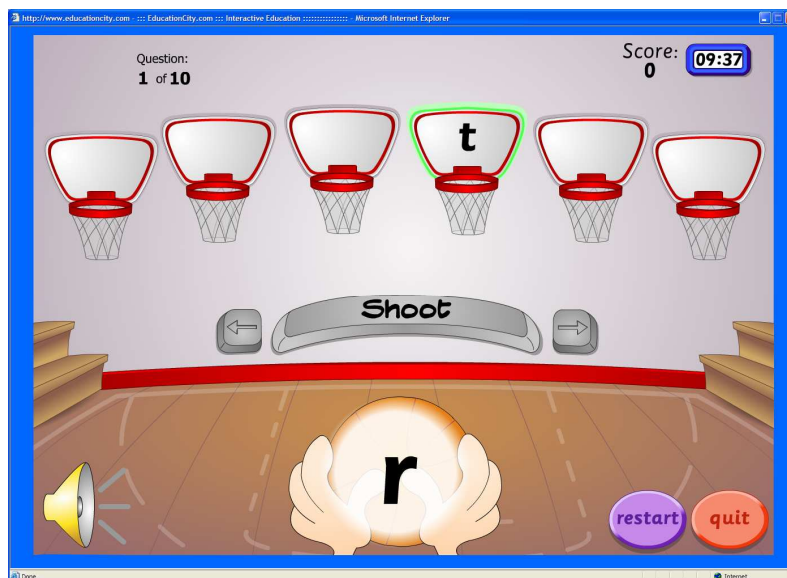 http://www.educationcity.com - ::: EducationCity.com ::: Interactive Education :::::::::::::::: - Microsoft Internet Explorer
Question:
1 of 10
Score:
0
09:37
t
Shoot
r
restart
quit
Done
Internet